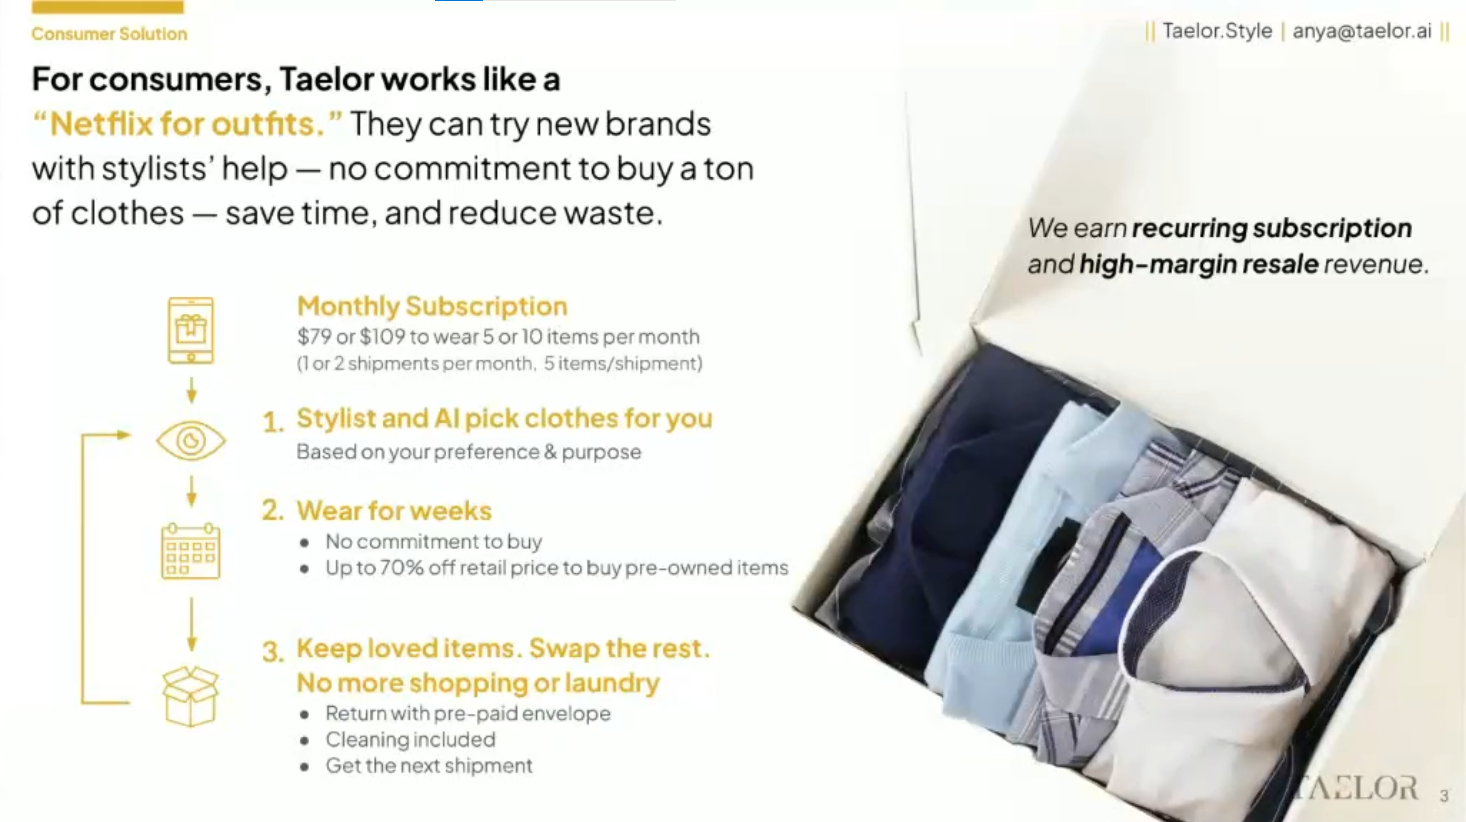 Consumer Solution
|| Taelor.Style | anya@taelor.ai ||
For consumers, Taelor works like a
“Netflix for outfits.” They can try new brands
with stylists’ help — no commitment to buy a ton
of clothes — save time, and reduce waste.
We earn recurring subscription
and high-margin resale revenue.
Monthly Subscription
$79 or $109 to wear 5 or 10 items per month
(1 or 2 shipments per month, 5 items/shipment)
1. Stylist and AI pick clothes for you
Based on your preference & purpose
2. Wear for weeks
• No commitment to buy
• Up to 70% off retail price to buy pre-owned items
3. Keep loved items. Swap the rest.
No more shopping or laundry
• Return with pre-paid envelope
• Cleaning included
• Get the next shipment
TAELOR
3